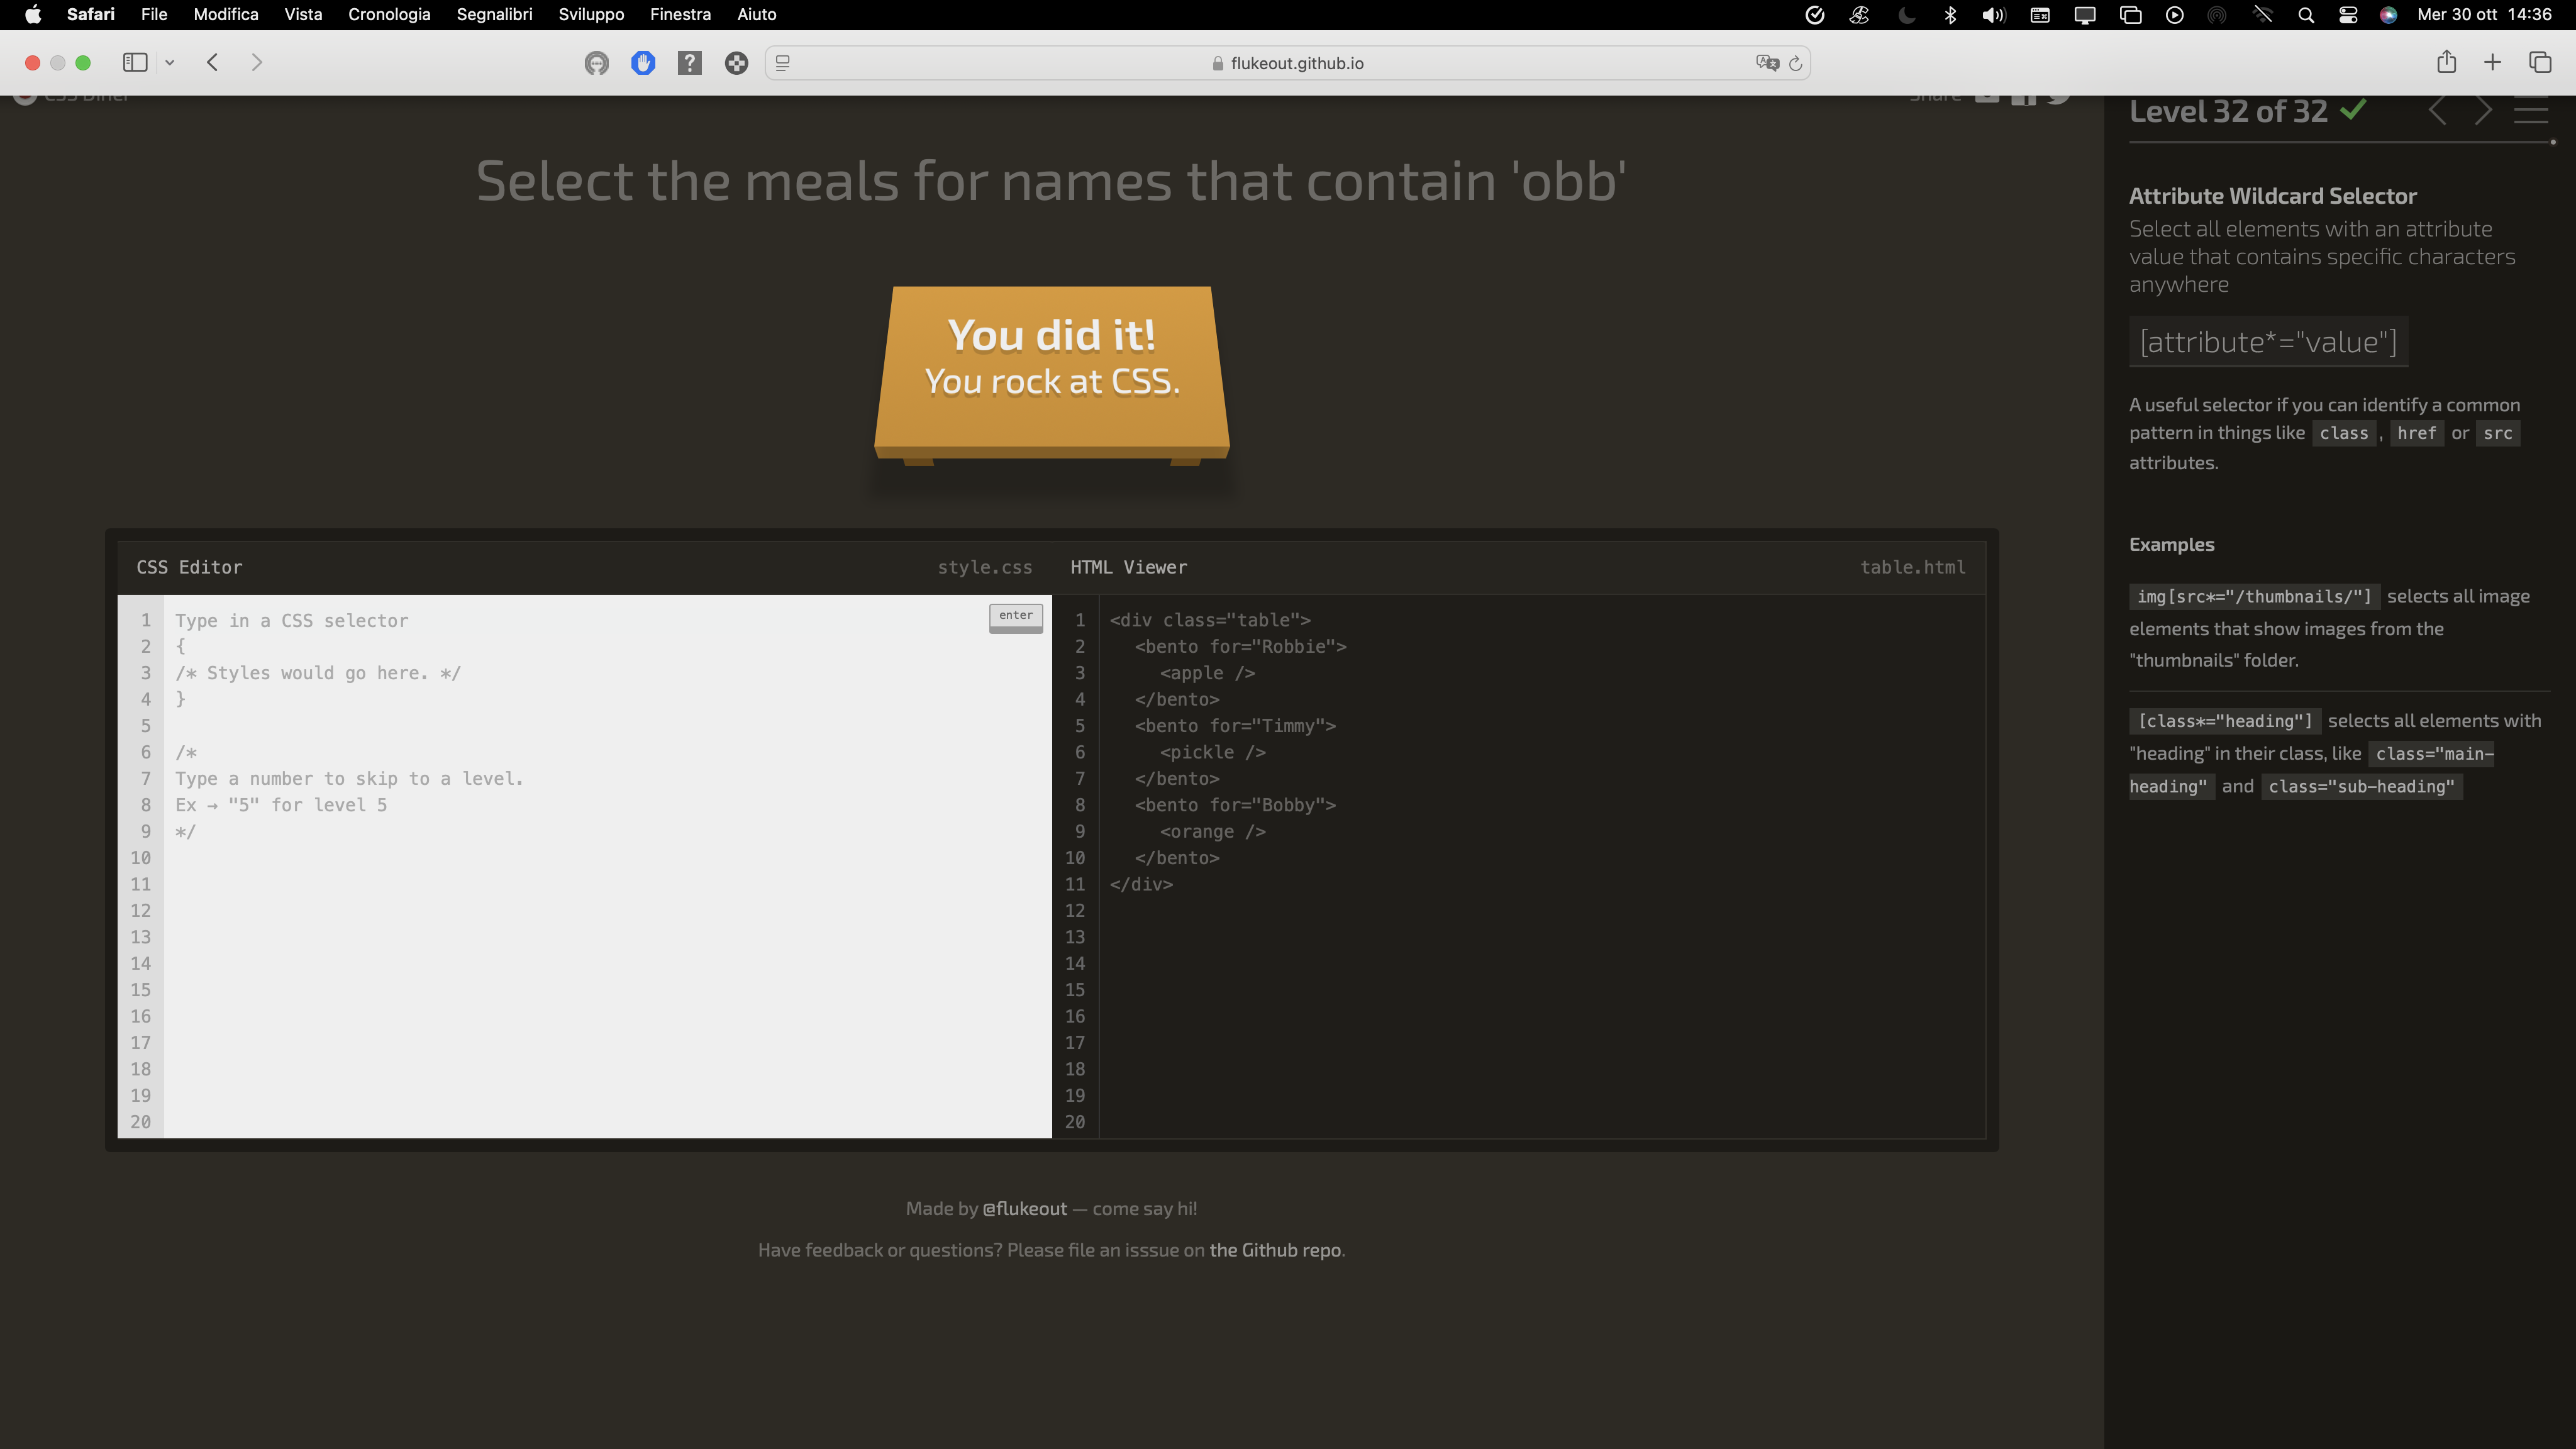 Safari File Modifica Vista Cronologia Segnalibri Sviluppo Finestra Aiuto Mer 30 ott 14:36
flukeout.github.io
CSS Diner Share
Level 32 of 32
Select the meals for names that contain 'obb'
You did it!
You rock at CSS.
CSS Editor style.css
enter
1 Type in a CSS selector
2 {
3 /* Styles would go here. */
4 }
5
6 /*
7 Type a number to skip to a level.
8 Ex → "5" for level 5
9 */
10
11
12
13
14
15
16
17
18
19
20
HTML Viewer table.html
1 <div class="table">
2 <bento for="Robbie">
3 <apple />
4 </bento>
5 <bento for="Timmy">
6 <pickle />
7 </bento>
8 <bento for="Bobby">
9 <orange />
10 </bento>
11 </div>
12
13
14
15
16
17
18
19
20
Made by @flukeout — come say hi!
Have feedback or questions? Please file an isssue on the Github repo.
Attribute Wildcard Selector
Select all elements with an attribute
value that contains specific characters
anywhere
[attribute*="value"]
A useful selector if you can identify a common
pattern in things like class , href or src
attributes.
Examples
img[src*="/thumbnails/"] selects all image
elements that show images from the
"thumbnails" folder.
[class*="heading"] selects all elements with
"heading" in their class, like class="main-
heading" and class="sub-heading"